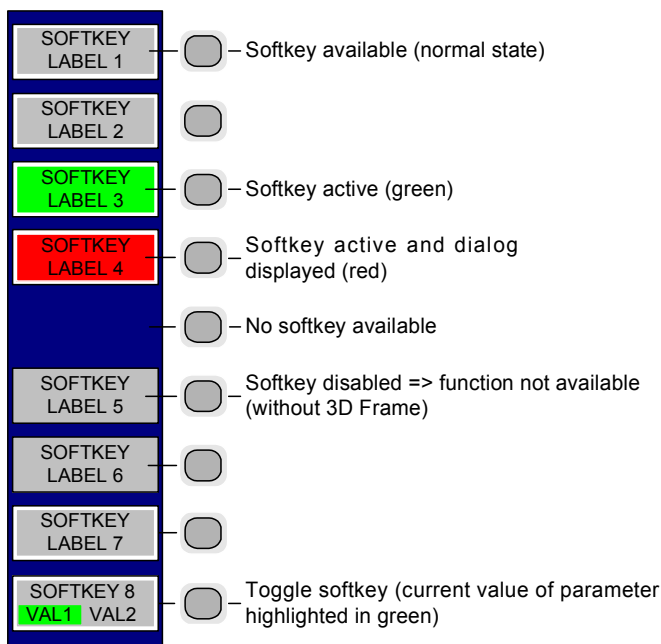 SOFTKEY
LABEL 1
Softkey available (normal state)
SOFTKEY
LABEL 2
SOFTKEY
LABEL 3
Softkey active (green)
SOFTKEY
LABEL 4
Softkey active and dialog
displayed (red)
No softkey available
SOFTKEY
LABEL 5
Softkey disabled => function not available
(without 3D Frame)
SOFTKEY
LABEL 6
SOFTKEY
LABEL 7
SOFTKEY 8
VAL1 VAL2
Toggle softkey (current value of parameter
highlighted in green)